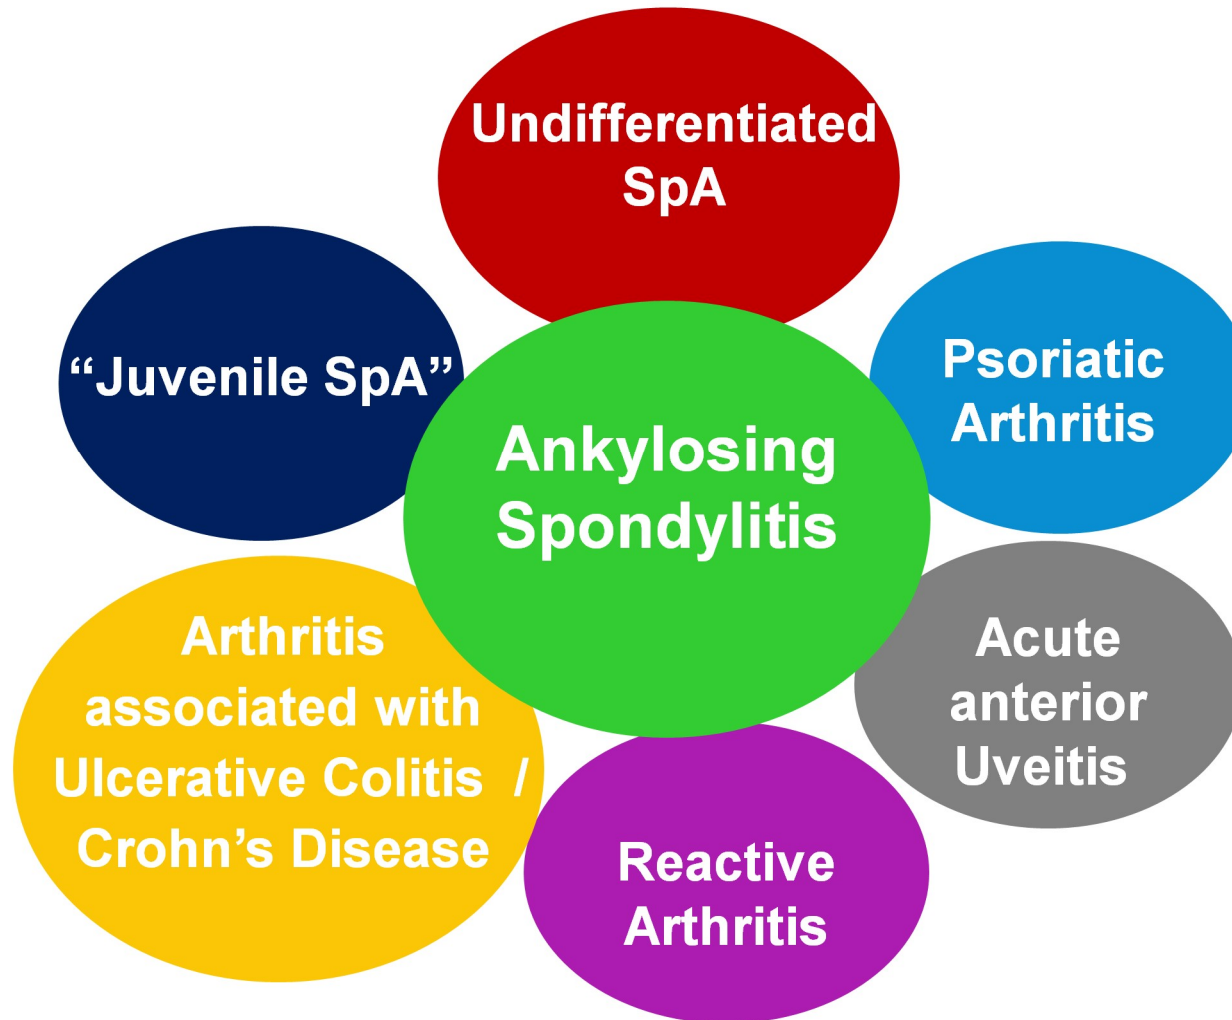 Undifferentiated
SpA
“Juvenile SpA”
Psoriatic
Arthritis
Ankylosing
Spondylitis
Arthritis
associated with
Ulcerative Colitis /
Crohn’s Disease
Acute
anterior
Uveitis
Reactive
Arthritis